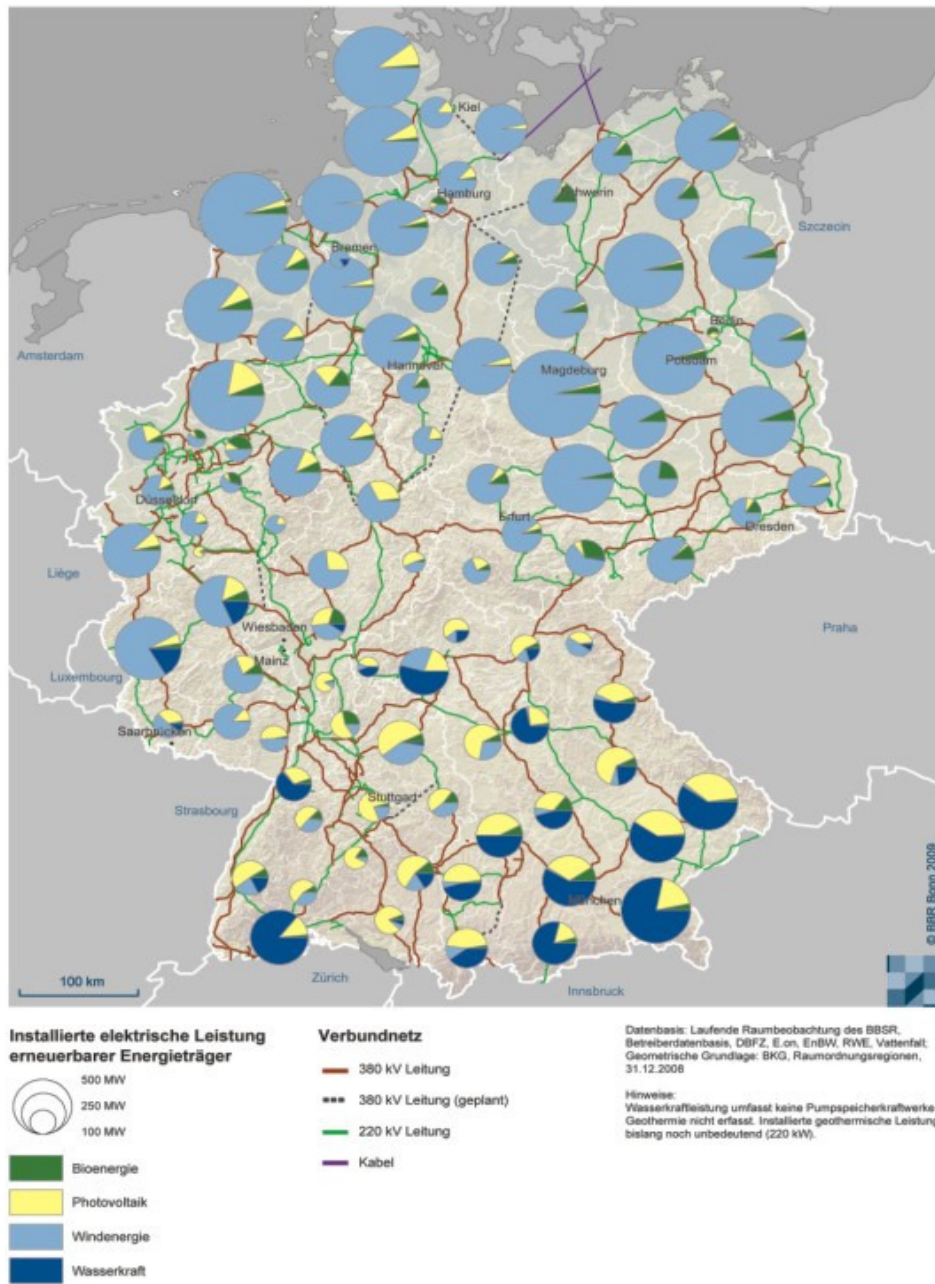 Kiel
Hamburg
Schwerin
Szczecin
Bremen
Berlin
Amsterdam
Hannover
Magdeburg
Potsdam
Düsseldorf
Erfurt
Dresden
Liège
Wiesbaden
Praha
Mainz
Luxembourg
Saarbrücken
Stuttgart
Strasbourg
München
© BBR Bonn 2009
100 km
Zürich
Innsbruck
Installierte elektrische Leistung
erneuerbarer Energieträger
500 MW
250 MW
100 MW
Bioenergie
Photovoltaik
Windenergie
Wasserkraft
Verbundnetz
380 kV Leitung
380 kV Leitung (geplant)
220 kV Leitung
Kabel
Datenbasis: Laufende Raumbeobachtung des BBSR,
Betreiberdatenbasis, DBFZ, E.on, EnBW, RWE, Vattenfall;
Geometrische Grundlage: BKG, Raumordnungsregionen,
31.12.2008
Hinweise:
Wasserkraftleistung umfasst keine Pumpspeicherkraftwerke
Geothermie nicht erfasst. Installierte geothermische Leistung
bislang noch unbedeutend (220 kW).